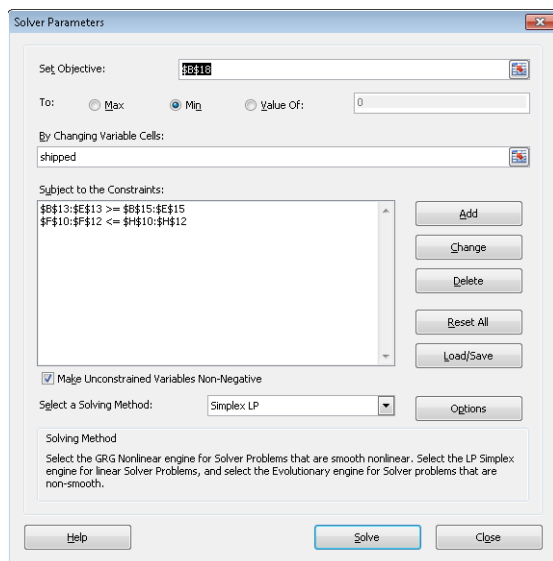 Solver Parameters
Set Objective: $B$18
To: Max Min Value Of: 0
By Changing Variable Cells:
shipped
Subject to the Constraints:
$B$13:$E$13 >= $B$15:$E$15
$F$10:$F$12 <= $H$10:$H$12
Add
Change
Delete
Reset All
Load/Save
Make Unconstrained Variables Non-Negative
Select a Solving Method: Simplex LP Options
Solving Method
Select the GRG Nonlinear engine for Solver Problems that are smooth nonlinear. Select the LP Simplex
engine for linear Solver Problems, and select the Evolutionary engine for Solver problems that are
non-smooth.
Help Solve Close